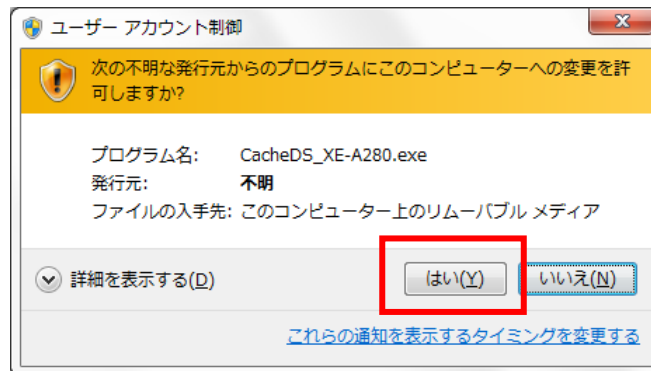 ユーザー アカウント制御
次の不明な発行元からのプログラムにこのコンピューターへの変更を許
可しますか?
プログラム名: CacheDS_XE-A280.exe
発行元: 不明
ファイルの入手先: このコンピューター上のリムーバブル メディア
詳細を表示する(D) はい(Y) いいえ(N)
これらの通知を表示するタイミングを変更する